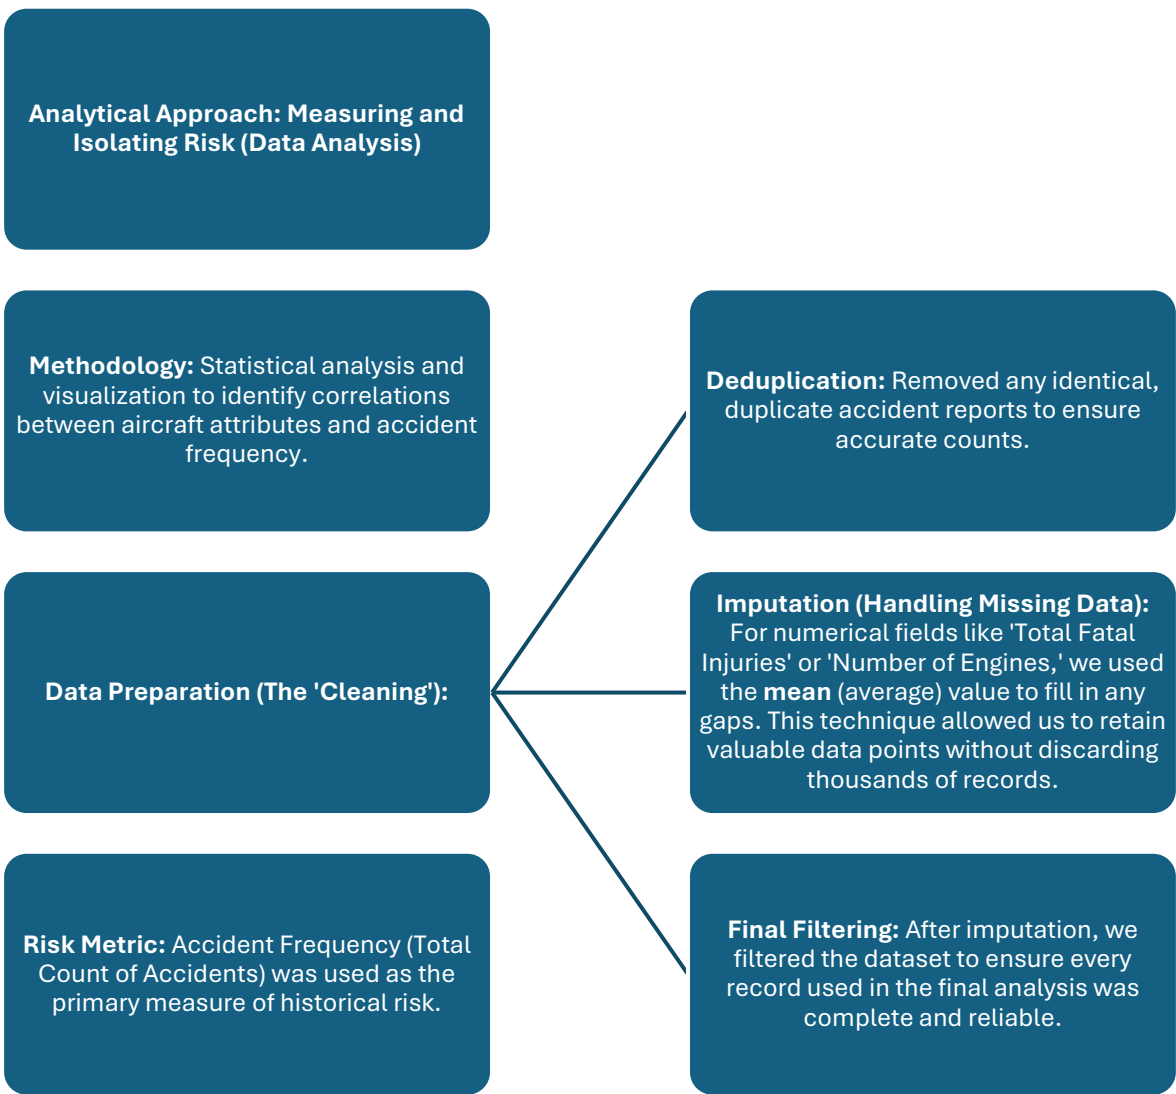 Analytical Approach: Measuring and
Isolating Risk (Data Analysis)
Methodology: Statistical analysis and
visualization to identify correlations
between aircraft attributes and accident
frequency.
Data Preparation (The 'Cleaning'):
Deduplication: Removed any identical,
duplicate accident reports to ensure
accurate counts.
Imputation (Handling Missing Data):
For numerical fields like 'Total Fatal
Injuries' or 'Number of Engines,' we used
the mean (average) value to fill in any
gaps. This technique allowed us to retain
valuable data points without discarding
thousands of records.
Final Filtering: After imputation, we
filtered the dataset to ensure every
record used in the final analysis was
complete and reliable.
Risk Metric: Accident Frequency (Total
Count of Accidents) was used as the
primary measure of historical risk.